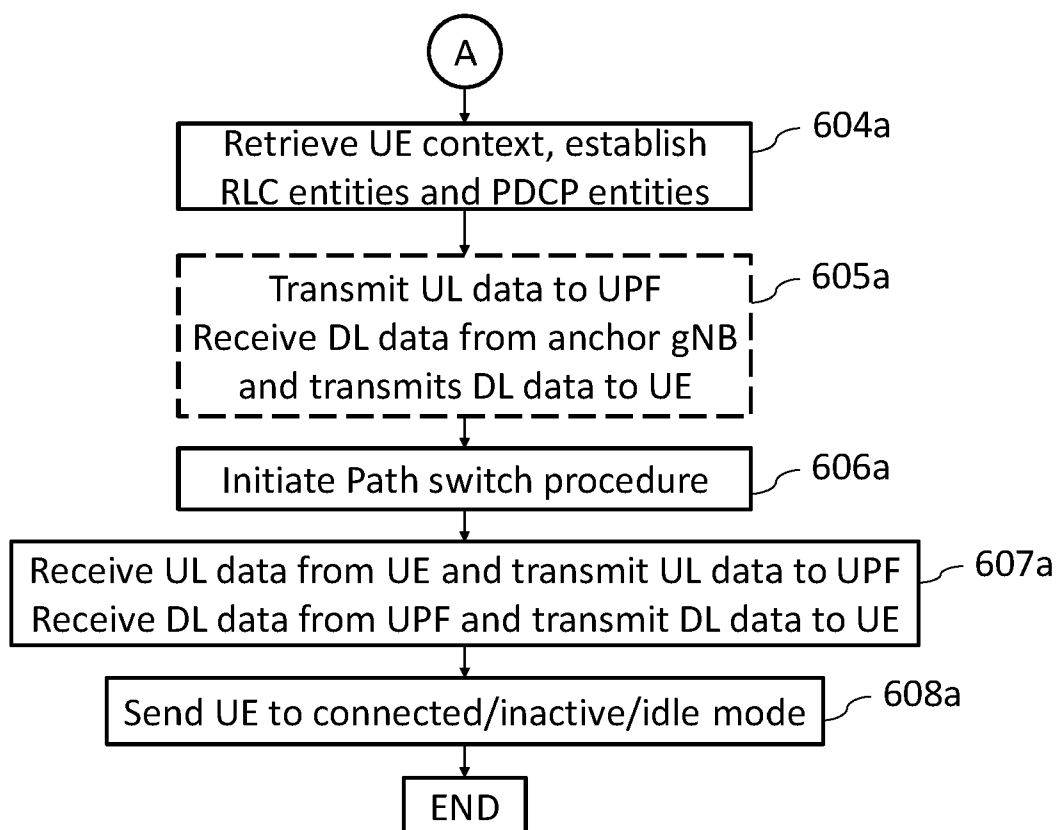 A
Retrieve UE context, establish
RLC entities and PDCP entities
604a
Transmit UL data to UPF
Receive DL data from anchor gNB
and transmits DL data to UE
605a
Initiate Path switch procedure
606a
Receive UL data from UE and transmit UL data to UPF
Receive DL data from UPF and transmit DL data to UE
607a
Send UE to connected/inactive/idle mode
608a
END